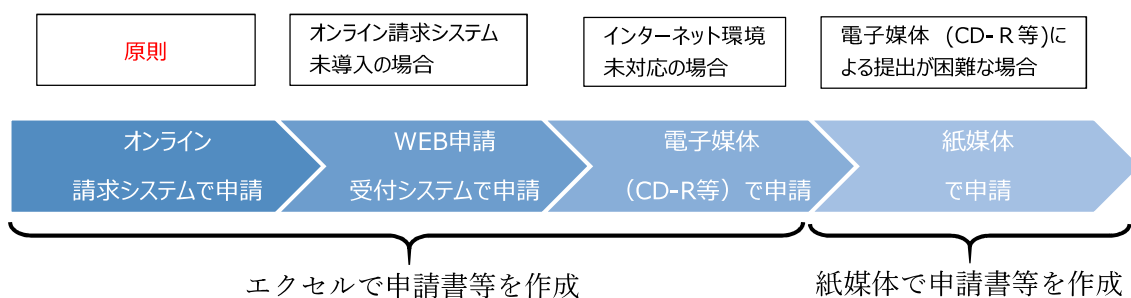 原則
オンライン請求システム
未導入の場合
インターネット環境
未対応の場合
電子媒体 (CD-R等)に
よる提出が困難な場合
オンライン
請求システムで申請
WEB申請
受付システムで申請
電子媒体
（CD-R等）で申請
紙媒体
で申請
エクセルで申請書等を作成
紙媒体で申請書等を作成